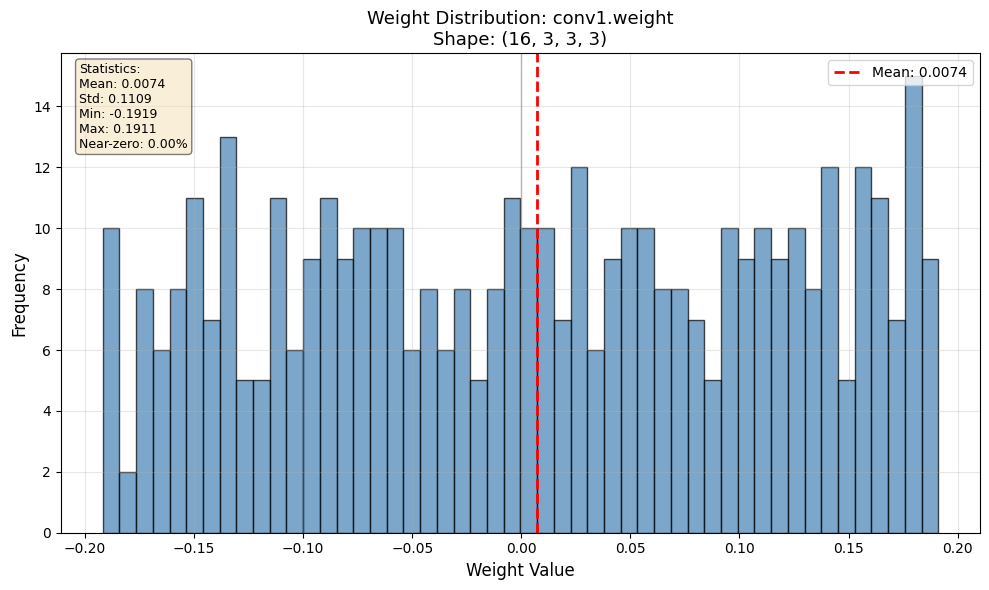 Weight Distribution: conv1.weight
Shape: (16, 3, 3, 3)
Statistics:
Mean: 0.0074
Std: 0.1109
Min: -0.1919
Max: 0.1911
Near-zero: 0.00%
Mean: 0.0074
Frequency
14
12
10
8
6
4
2
0
−0.20 −0.15 −0.10 −0.05 0.00 0.05 0.10 0.15 0.20
Weight Value